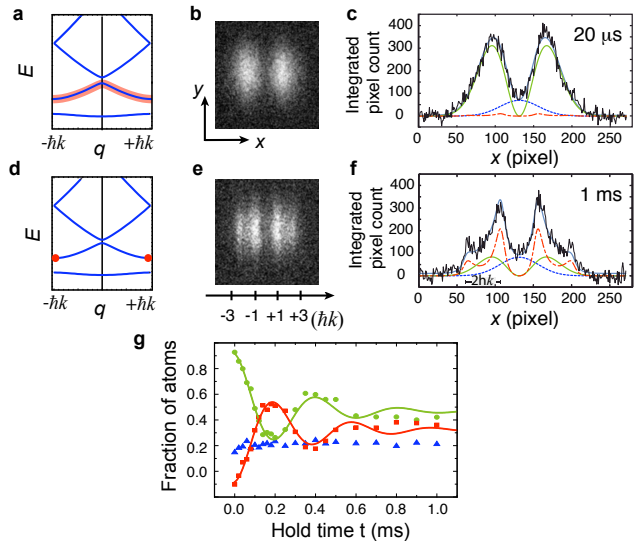 a
E
-ħk
q
+ħk
b
y
x
c
Integrated
pixel count
400
300
200
100
0
20 μs
0 50 100 150 200 250
x (pixel)
d
E
-ħk
q
+ħk
e
-3 -1 +1 +3 (ħk)
f
Integrated
pixel count
400
300
200
100
0
1 ms
2ħk
0 50 100 150 200 250
x (pixel)
g
Fraction of atoms
0.8
0.6
0.4
0.2
0.0
0.0 0.2 0.4 0.6 0.8 1.0
Hold time t (ms)